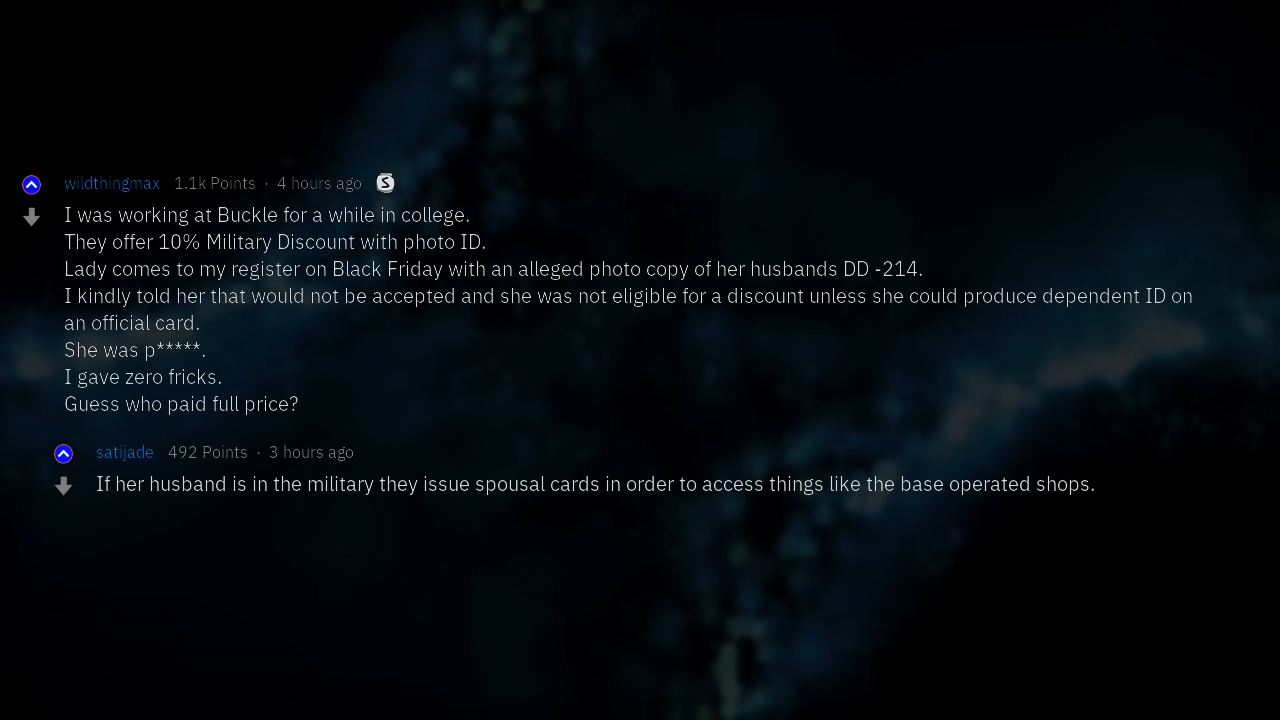 wildthingmax 1.1k Points · 4 hours ago
I was working at Buckle for a while in college.
They offer 10% Military Discount with photo ID.
Lady comes to my register on Black Friday with an alleged photo copy of her husbands DD -214.
I kindly told her that would not be accepted and she was not eligible for a discount unless she could produce dependent ID on
an official card.
She was p*****.
I gave zero fricks.
Guess who paid full price?
satijade 492 Points · 3 hours ago
If her husband is in the military they issue spousal cards in order to access things like the base operated shops.